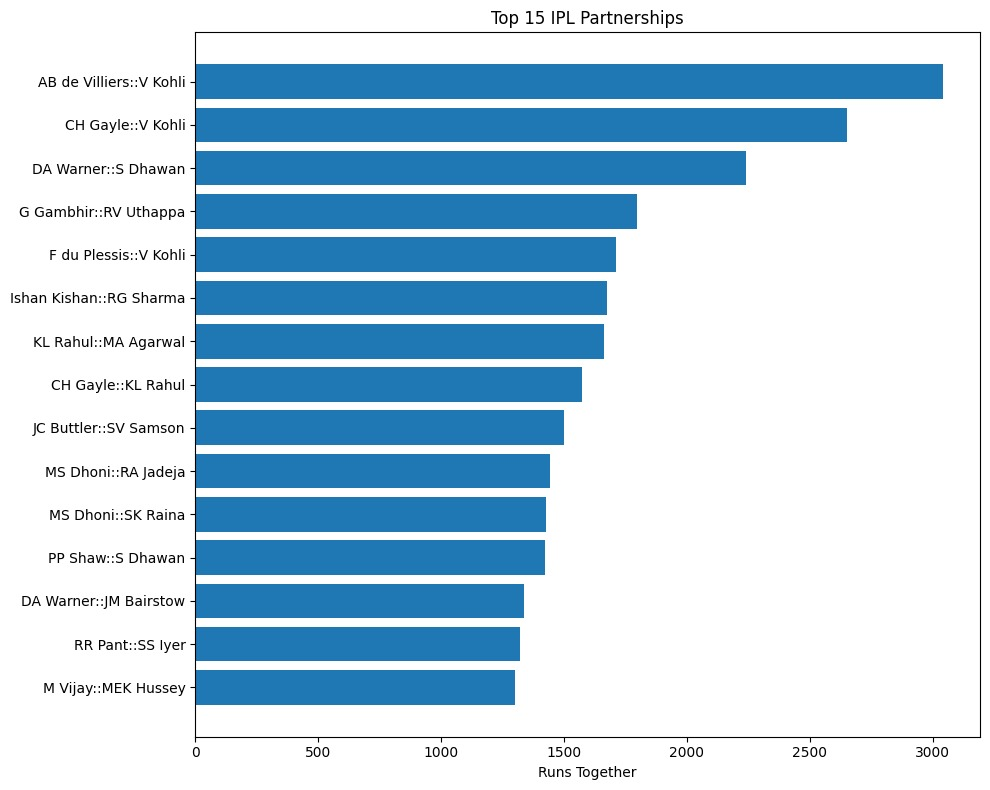 Top 15 IPL Partnerships
AB de Villiers::V Kohli
CH Gayle::V Kohli
DA Warner::S Dhawan
G Gambhir::RV Uthappa
F du Plessis::V Kohli
Ishan Kishan::RG Sharma
KL Rahul::MA Agarwal
CH Gayle::KL Rahul
JC Buttler::SV Samson
MS Dhoni::RA Jadeja
MS Dhoni::SK Raina
PP Shaw::S Dhawan
DA Warner::JM Bairstow
RR Pant::SS Iyer
M Vijay::MEK Hussey
0 500 1000 1500 2000 2500 3000
Runs Together